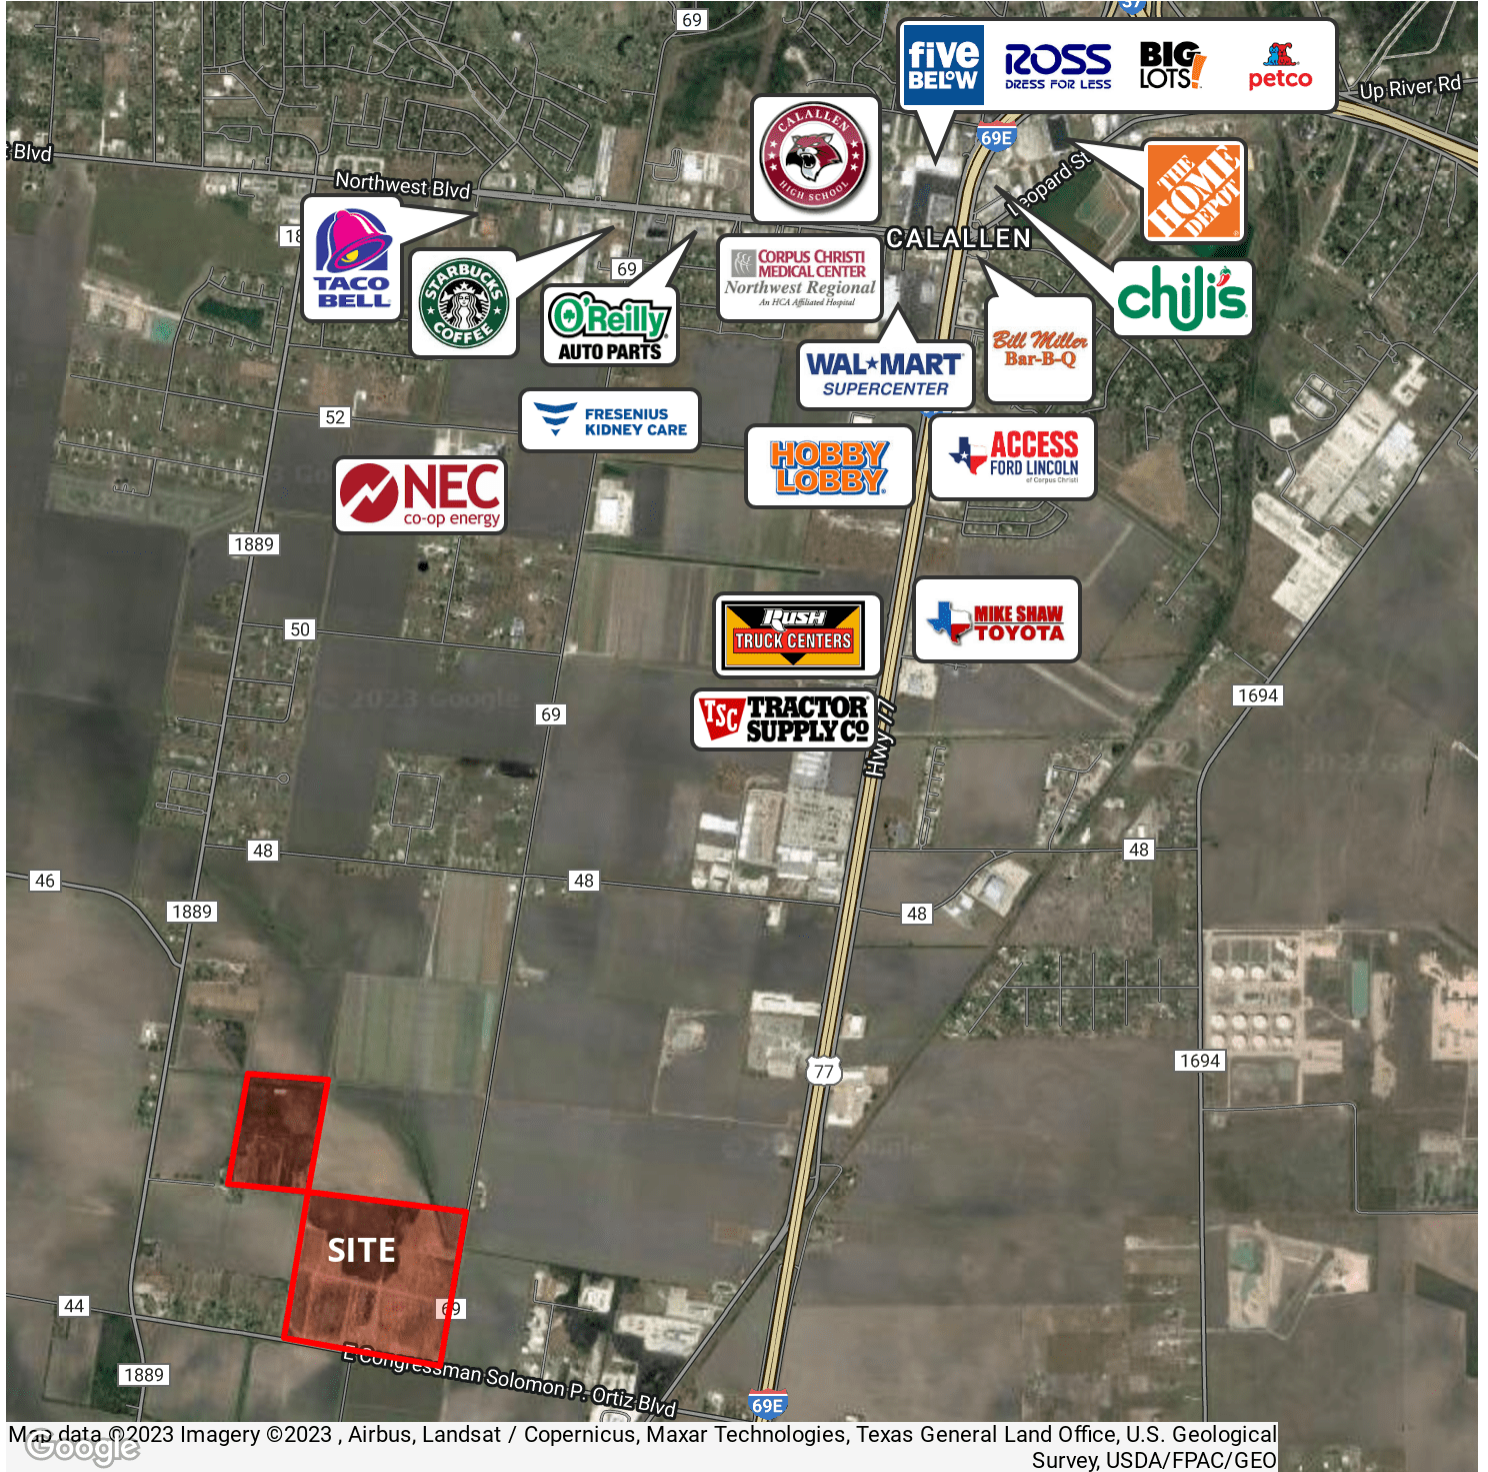 37
69
five
BELOW
ROSS
DRESS FOR LESS
BIG
LOTS!
petco
Up River Rd
69E
CALALLEN
HIGH SCHOOL
Leopard St
THE
HOME
DEPOT
Blvd
Northwest Blvd
CALALLEN
TACO
BELL
STARBUCKS
COFFEE
69
O'Reilly
AUTO PARTS
CORPUS CHRISTI
MEDICAL CENTER
Northwest Regional
An HCA Affiliated Hospital
chili's
WAL★MART
SUPERCENTER
Bill Miller
Bar-B-Q
52
FRESENIUS
KIDNEY CARE
HOBBY
LOBBY
ACCESS
FORD LINCOLN
of Corpus Christi
NEC
co-op energy
1889
50
RUSH
TRUCK CENTERS
MIKE SHAW
TOYOTA
© 2023 Google
69
1694
TSC TRACTOR
SUPPLY CO
Hwy 77
48
48
46
48
1889
48
1694
77
SITE
44
69
1889
E Congressman Solomon P. Ortiz Blvd
69E
Map data ©2023 Imagery ©2023 , Airbus, Landsat / Copernicus, Maxar Technologies, Texas General Land Office, U.S. Geological
Survey, USDA/FPAC/GEO
Google